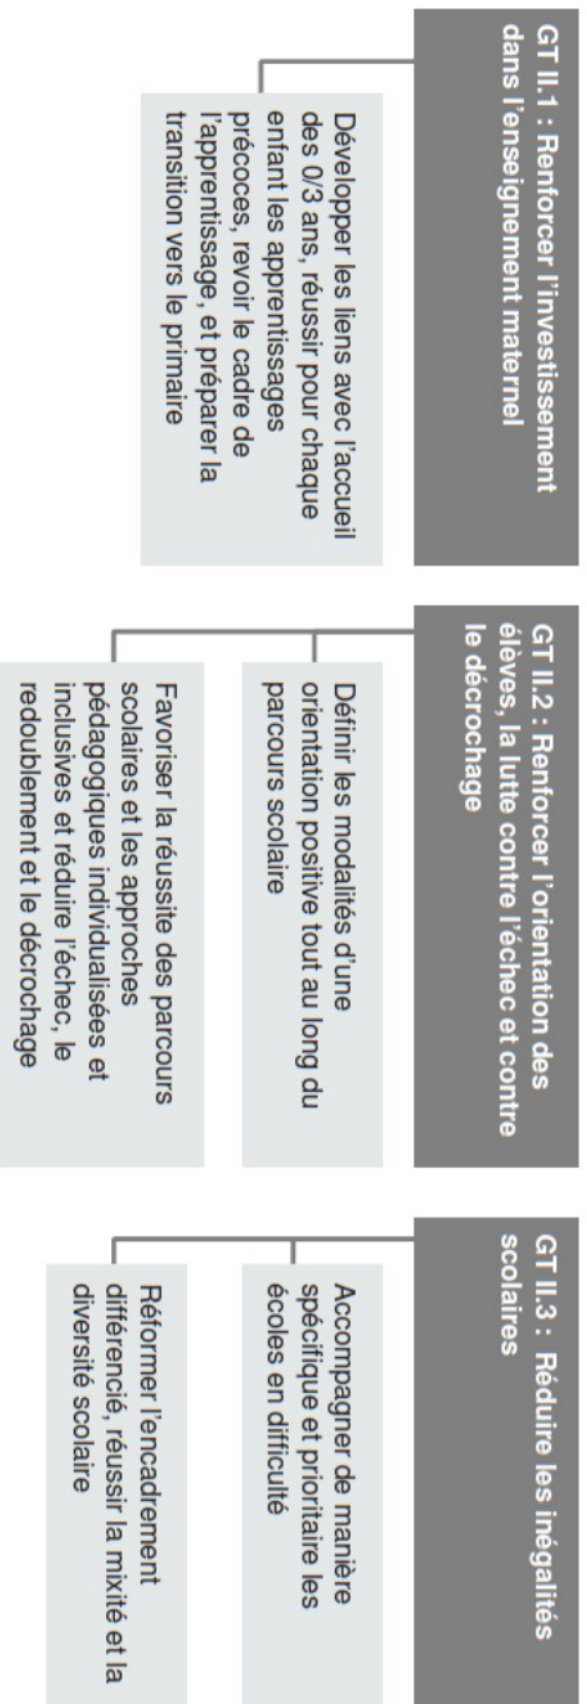 GT II.1 : Renforcer l'investissement
dans l'enseignement maternel
Développer les liens avec l'accueil
des 0/3 ans, réussir pour chaque
enfant les apprentissages
précoces, revoir le cadre de
l'apprentissage, et préparer la
transition vers le primaire
GT II.2 : Renforcer l'orientation des
élèves, la lutte contre l'échec et contre
le décrochage
Définir les modalités d'une
orientation positive tout au long du
parcours scolaire
Favoriser la réussite des parcours
scolaires et les approches
pédagogiques individualisées et
inclusives et réduire l'échec, le
redoublement et le décrochage
GT II.3 : Réduire les inégalités
scolaires
Accompagner de manière
spécifique et prioritaire les
écoles en difficulté
Réformer l'encadrement
différencié, réussir la mixité et la
diversité scolaire